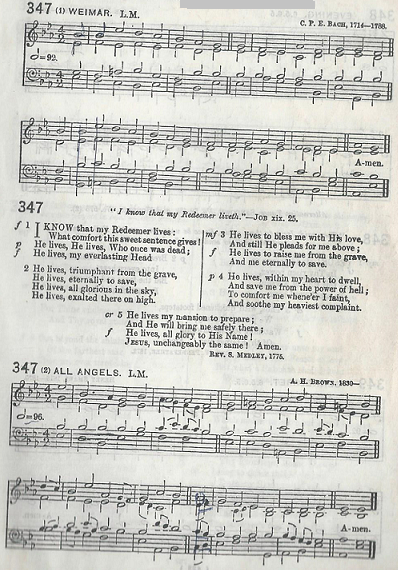 347 (1) WEIMAR. L.M.
C. P. E. BACH, 1714—1788.
=92.
A-men.
347
"I know that my Redeemer liveth."—JOB xix. 25.
f 1 I KNOW that my Redeemer lives:
What comfort this sweet sentence gives!
p He lives, He lives, Who once was dead;
f He lives, my everlasting Head
2 He lives, triumphant from the grave,
He lives, eternally to save,
He lives, all glorious in the sky,
He lives, exalted there on high.
mf 3 He lives to bless me with His love,
And still He pleads for me above;
f He lives to raise me from the grave,
And me eternally to save.
p 4 He lives, within my heart to dwell,
And save me from the power of hell;
To comfort me whene'er I faint,
And soothe my heaviest complaint.
cr 5 He lives my mansion to prepare;
And He will bring me safely there;
f He lives, all glory to His Name!
JESUS, unchangeably the same! Amen.
REV. S. MEDLEY, 1775.
347 (2) ALL ANGELS. L.M.
A. H. BROWN, 1830—
=96.
A-men.